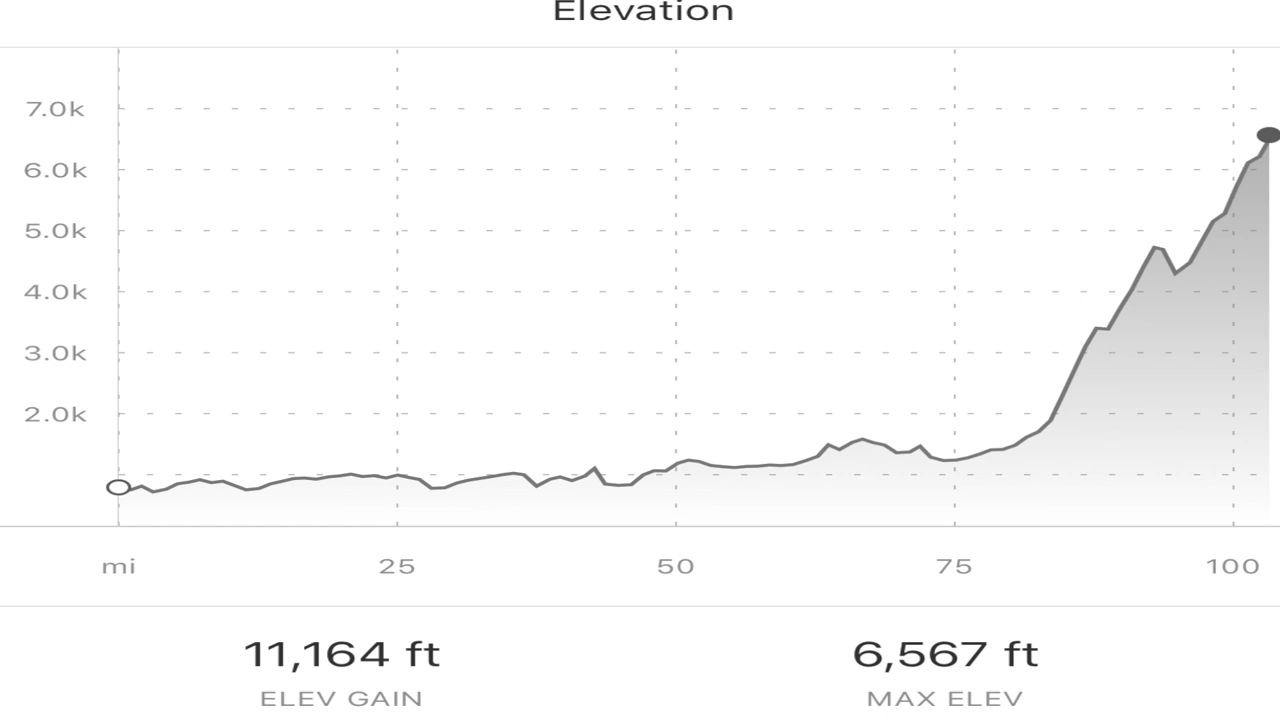 Elevation
7.0k
6.0k
5.0k
4.0k
3.0k
2.0k
mi 25 50 75 100
11,164 ft 6,567 ft
ELEV GAIN MAX ELEV